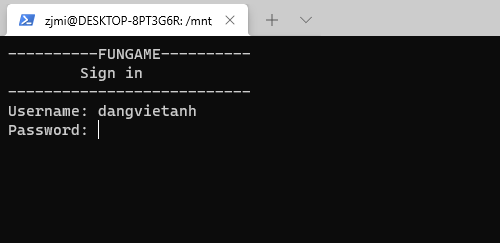 zjmi@DESKTOP-8PT3G6R: /mnt
----------FUNGAME----------
Sign in
---------------------------
Username: dangvietanh
Password: